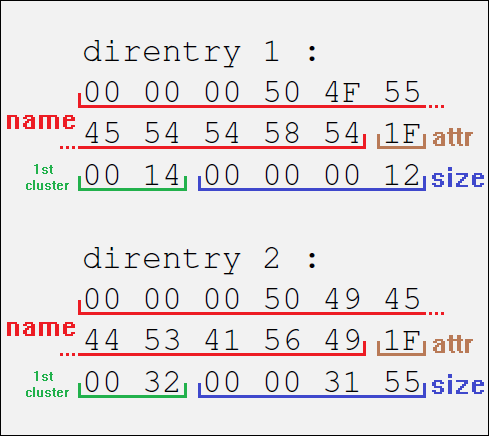 direntry 1 :
00 00 00 50 4F 55 ...
name
... 45 54 54 58 54 1F attr
1st
cluster
00 14 00 00 00 12 size
direntry 2 :
00 00 00 50 49 45 ...
name
... 44 53 41 56 49 1F attr
1st
cluster
00 32 00 00 31 55 size